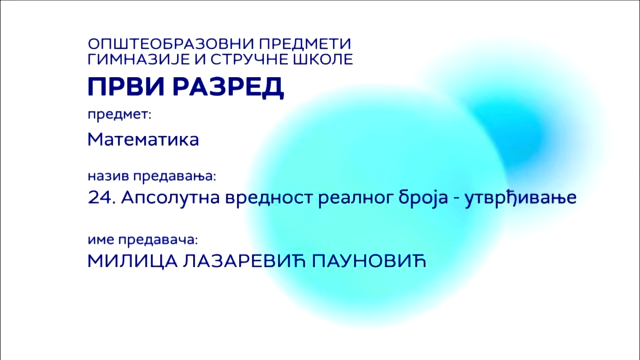 ОПШТЕОБРАЗОВНИ ПРЕДМЕТИ
ГИМНАЗИЈЕ И СТРУЧНЕ ШКОЛЕ
ПРВИ РАЗРЕД
предмет:
Математика
назив предавања:
24. Апсолутна вредност реалног броја - утврђивање
име предавача:
МИЛИЦА ЛАЗАРЕВИЋ ПАУНОВИЋ